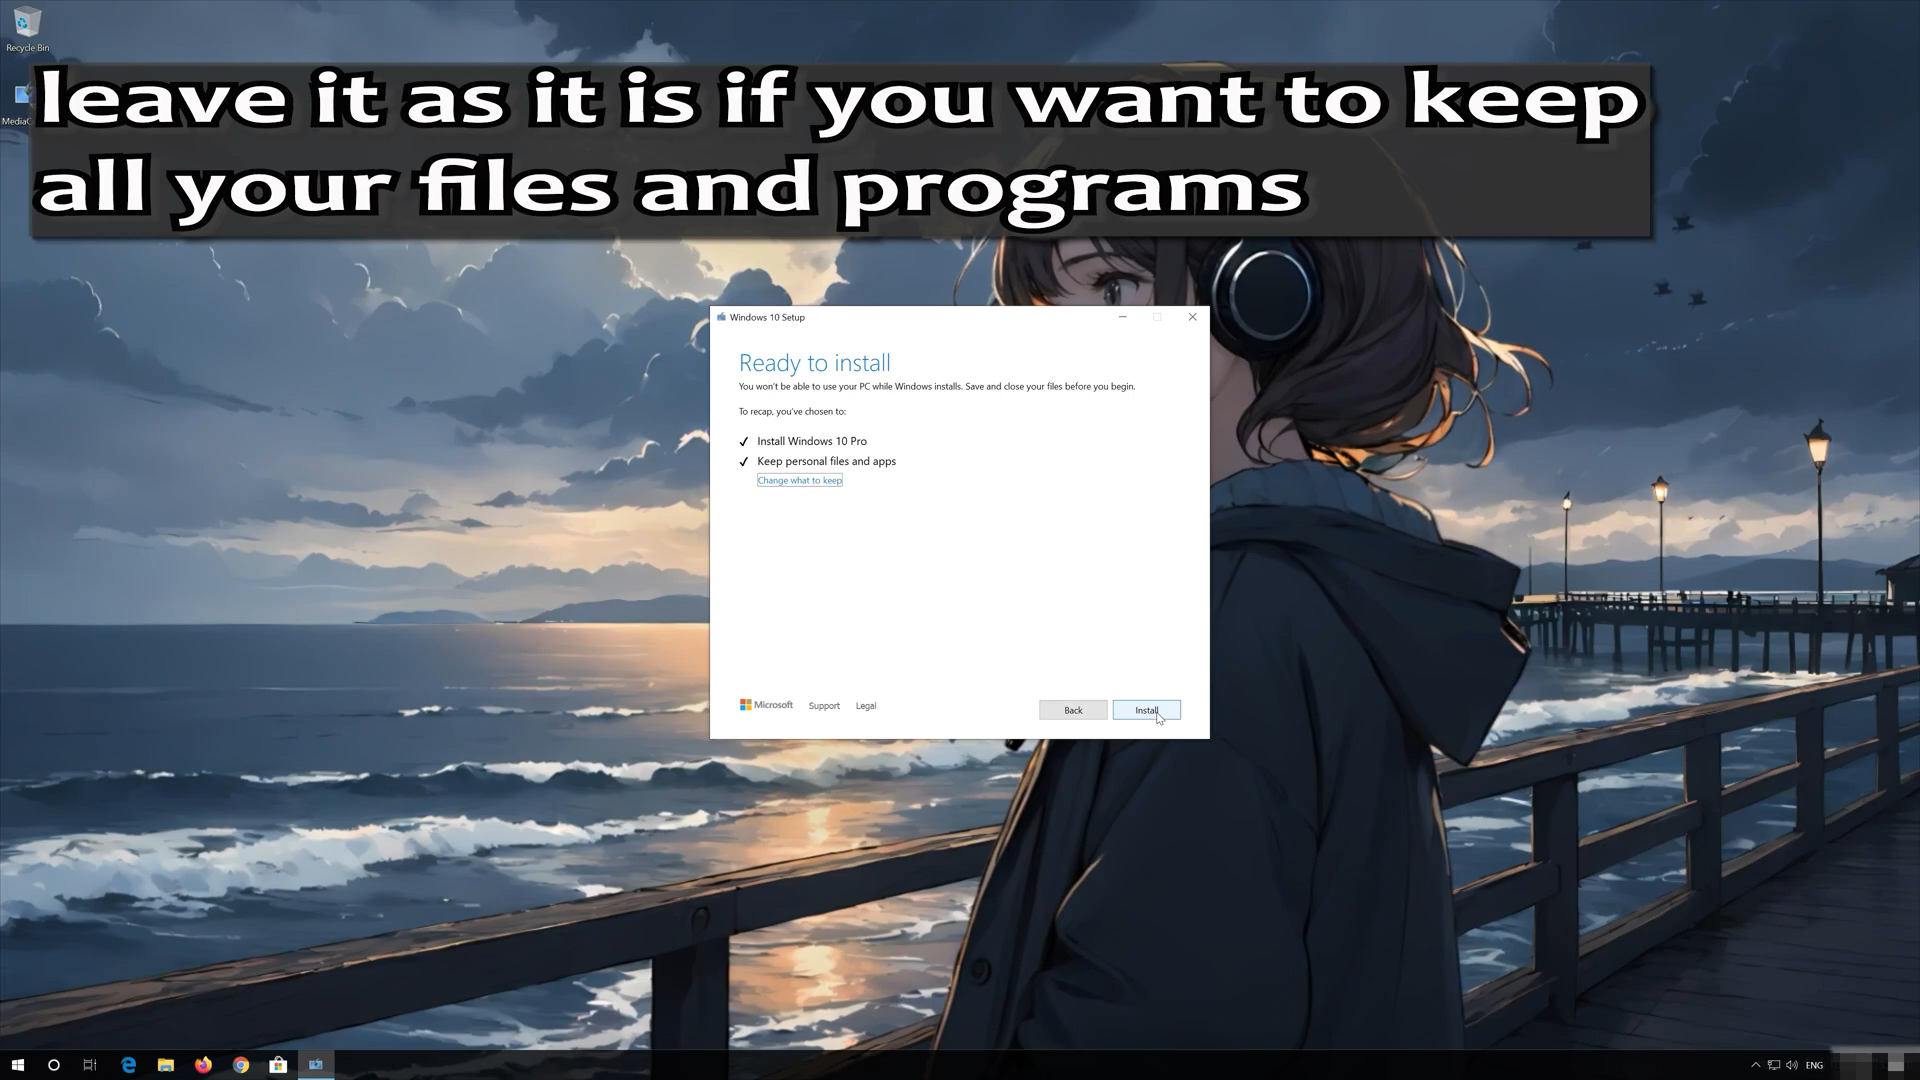 Recycle Bin
leave it as it is if you want to keep
all your files and programs
Windows 10 Setup
Ready to install
You won't be able to use your PC while Windows installs. Save and close your files before you begin.
To recap, you've chosen to:
✓ Install Windows 10 Pro
✓ Keep personal files and apps
Change what to keep
Microsoft Support Legal
Back Install
ENG